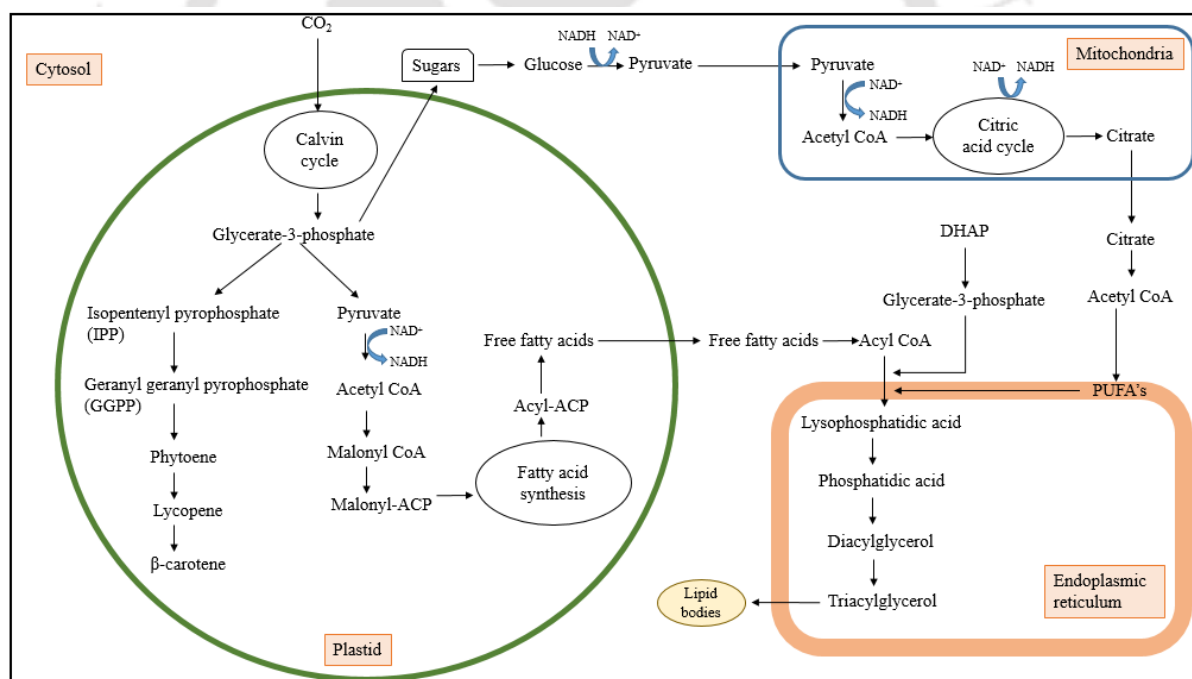 CO2
Cytosol
Sugars
Glucose
NADH NAD+
Pyruvate
Mitochondria
Pyruvate
NAD+
NADH
Acetyl CoA
NAD+ NADH
Citric
acid cycle
Citrate
Calvin
cycle
Glycerate-3-phosphate
Isopentenyl pyrophosphate
(IPP)
Geranyl geranyl pyrophosphate
(GGPP)
Phytoene
Lycopene
β-carotene
Pyruvate
NAD+
NADH
Acetyl CoA
Malonyl CoA
Malonyl-ACP
Fatty acid
synthesis
Acyl-ACP
Free fatty acids
Plastid
Free fatty acids
Acyl CoA
DHAP
Glycerate-3-phosphate
Citrate
Acetyl CoA
PUFA's
Lysophosphatidic acid
Phosphatidic acid
Diacylglycerol
Triacylglycerol
Lipid
bodies
Endoplasmic
reticulum